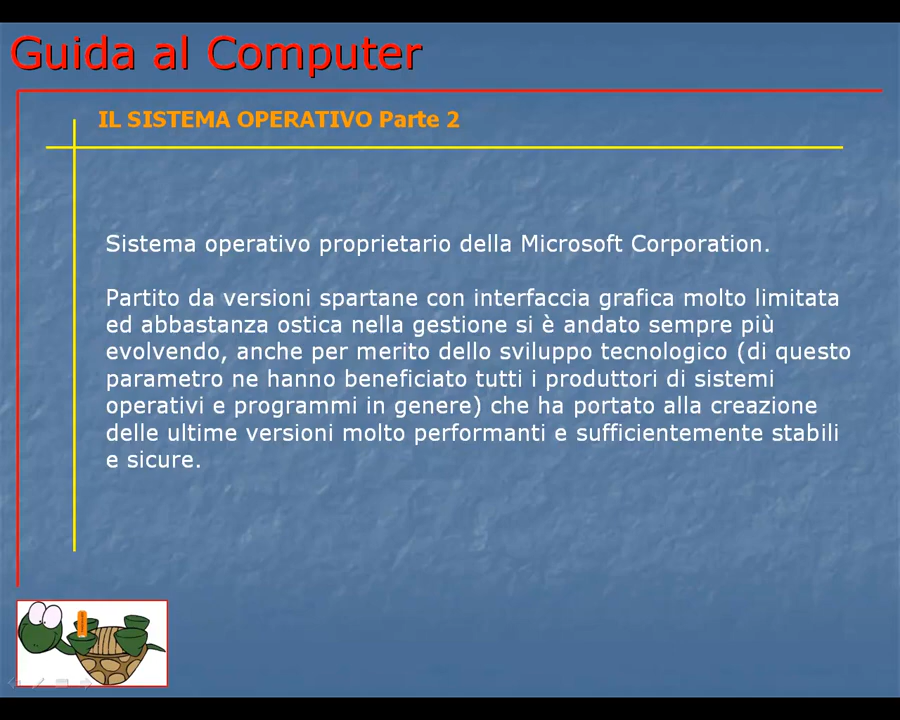 Guida al Computer
IL SISTEMA OPERATIVO Parte 2
Sistema operativo proprietario della Microsoft Corporation.
Partito da versioni spartane con interfaccia grafica molto limitata
ed abbastanza ostica nella gestione si è andato sempre più
evolvendo, anche per merito dello sviluppo tecnologico (di questo
parametro ne hanno beneficiato tutti i produttori di sistemi
operativi e programmi in genere) che ha portato alla creazione
delle ultime versioni molto performanti e sufficientemente stabili
e sicure.